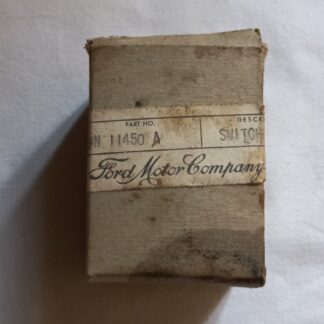 PART NO. DESCR
N 11450 A SWITCH
Ford Motor Company